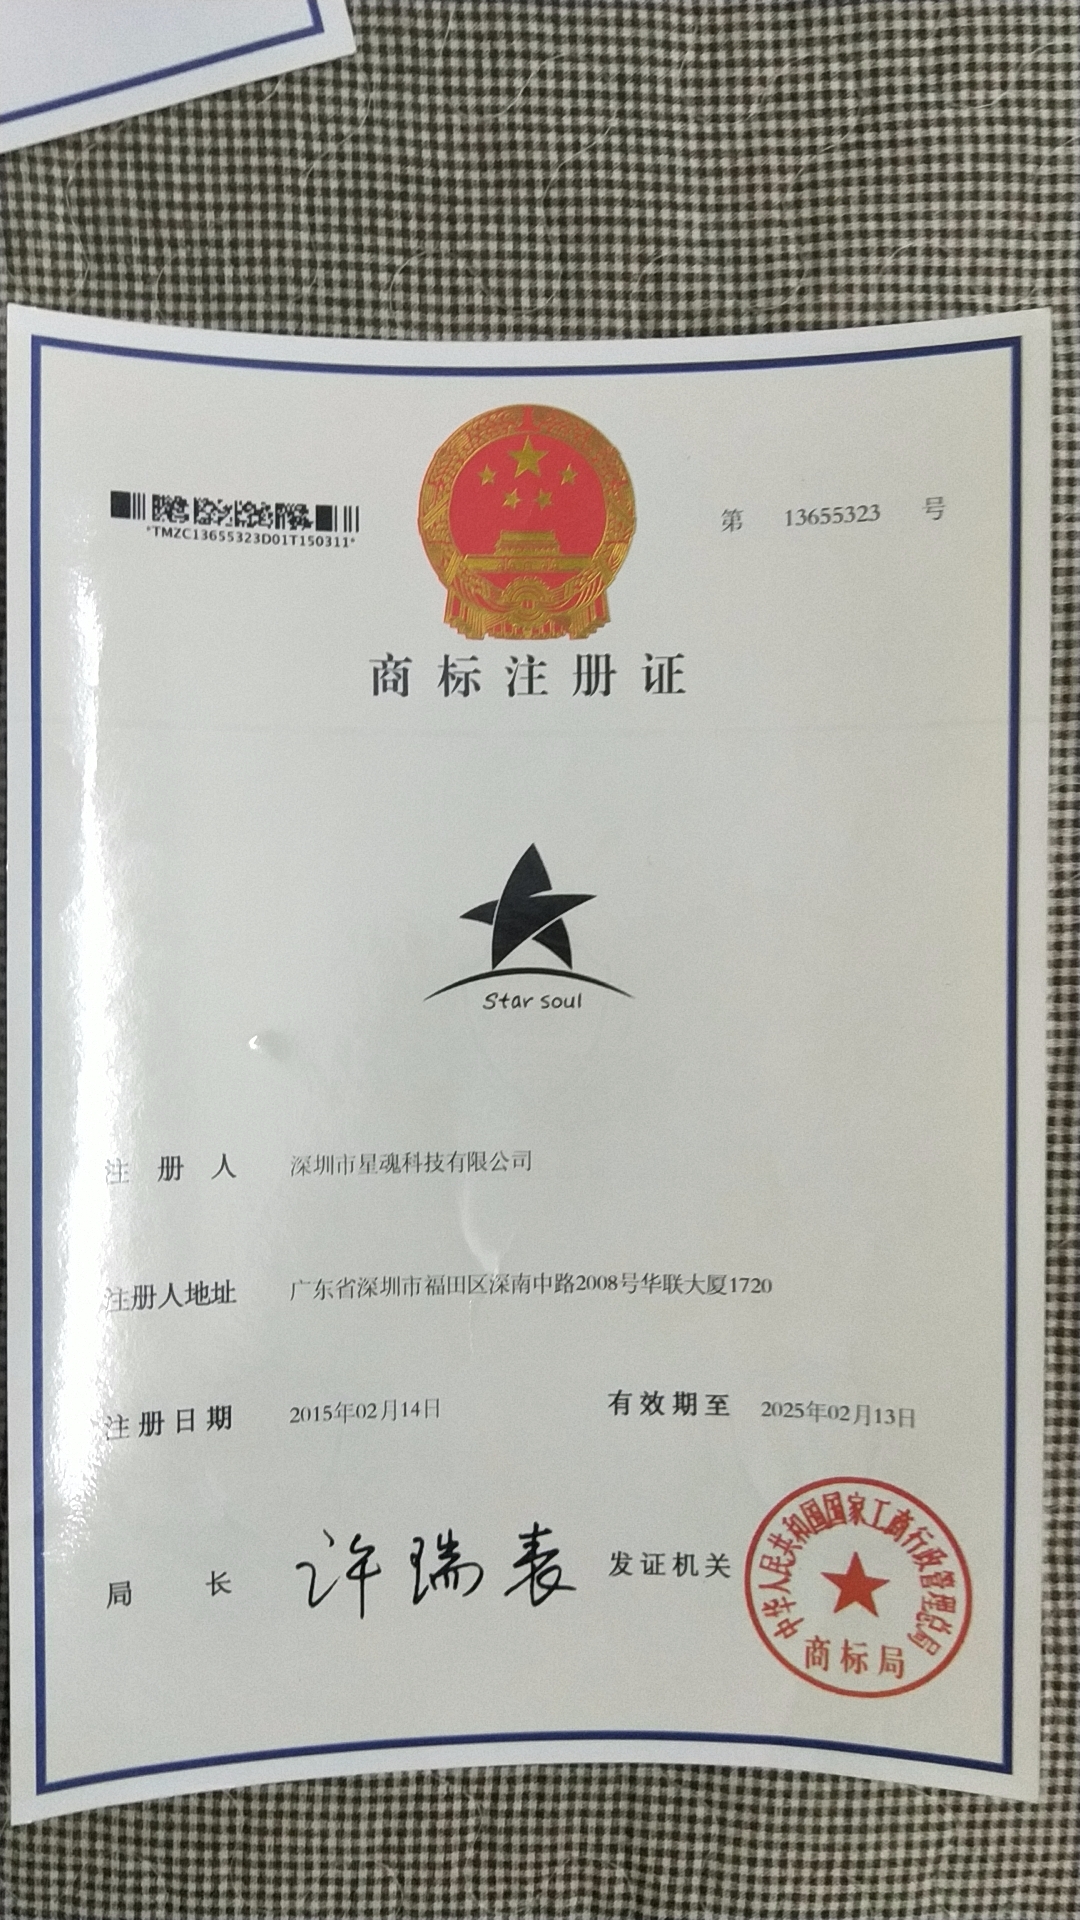 第 13655323 号
*TMZC13655323D01T150311*
商标注册证
Star soul
注册人 深圳市星魂科技有限公司
注册人地址 广东省深圳市福田区深南中路2008号华联大厦1720
注册日期 2015年02月14日 有效期至 2025年02月13日
局长 许瑞表 发证机关
中华人民共和国国家工商行政管理总局
商标局